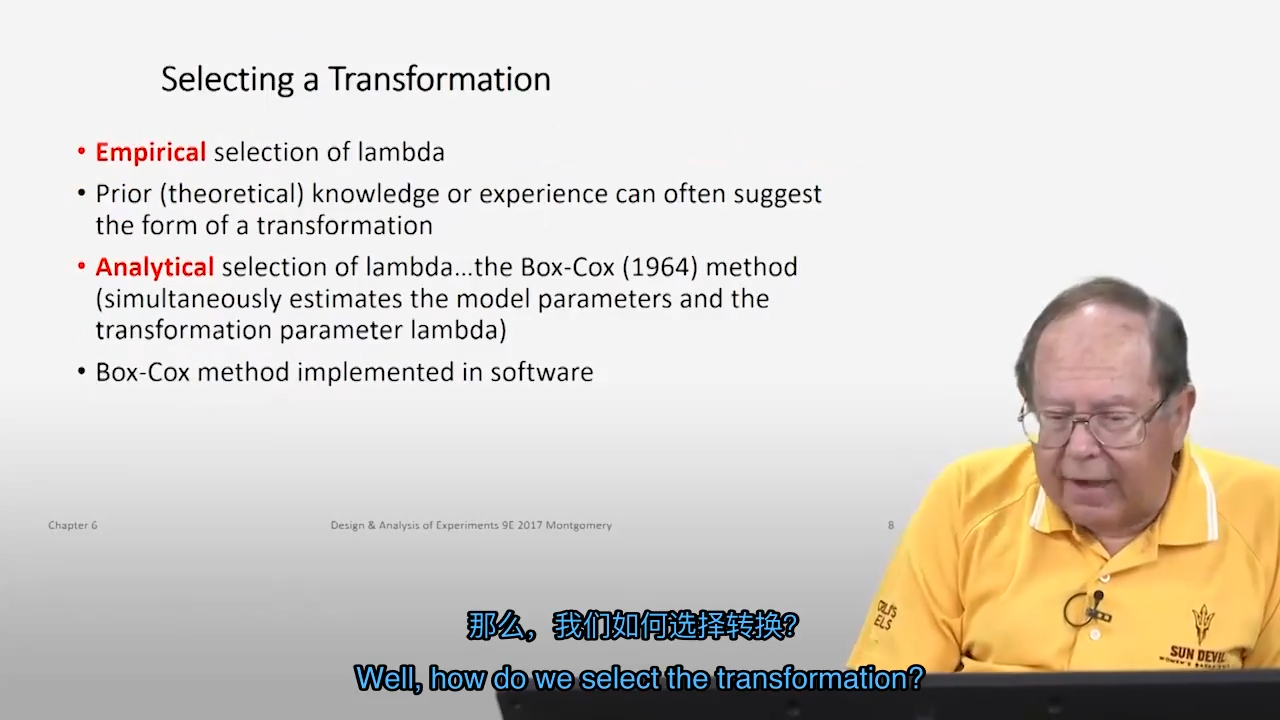 Selecting a Transformation
• Empirical selection of lambda
• Prior (theoretical) knowledge or experience can often suggest
the form of a transformation
• Analytical selection of lambda...the Box-Cox (1964) method
(simultaneously estimates the model parameters and the
transformation parameter lambda)
• Box-Cox method implemented in software
Chapter 6
Design & Analysis of Experiments 9E 2017 Montgomery
8
SUN DEVIL
那么，我们如何选择转换？
Well, how do we select the transformation?